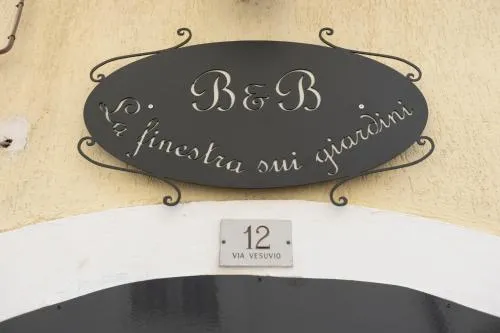 B&B
La finestra sui giardini
12
VIA VESUVIO